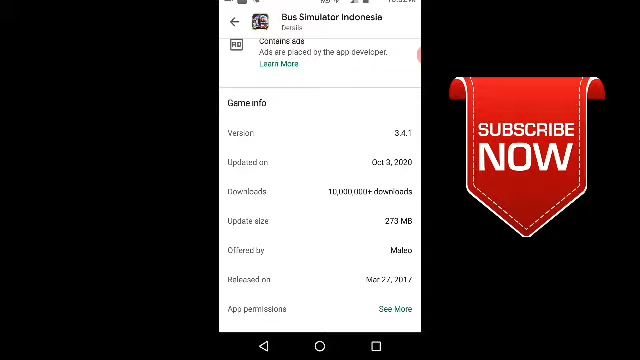 Bus Simulator Indonesia
Details
AD
Contains ads
Ads are placed by the app developer.
Learn More
Game info
Version 3.4.1
Updated on Oct 3, 2020
Downloads 10,000,000+ downloads
Update size 273 MB
Offered by Maleo
Released on Mar 27, 2017
App permissions See More
SUBSCRIBE
NOW